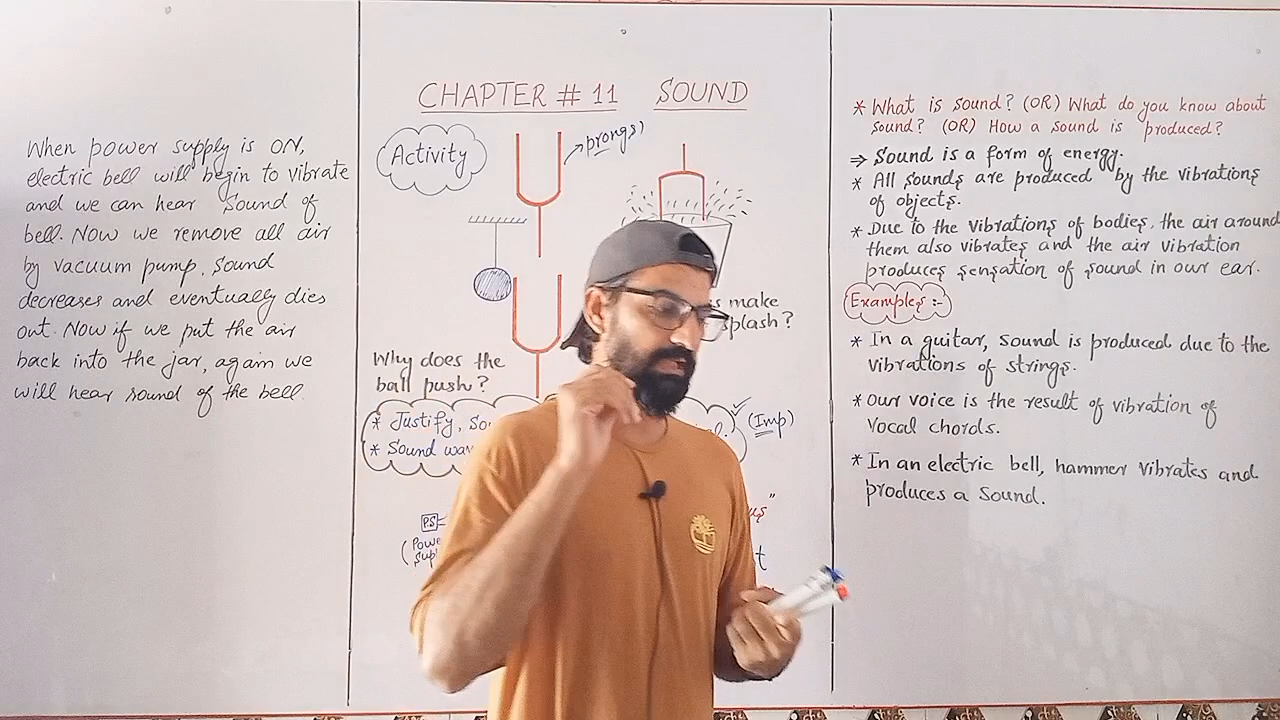 When power supply is ON,
electric bell will begin to vibrate
and we can hear sound of
bell. Now we remove all air
by vacuum pump, sound
decreases and eventually dies
out. Now if we put the air
back into the jar, again we
will hear sound of the bell.
CHAPTER # 11 SOUND
Activity
prongs)
Why does the
ball push?
make
splash?
* Justify,
* Sound
(Imp)
PS
* What is sound? (OR) What do you know about
sound? (OR) How a sound is produced?
⇒ Sound is a form of energy.
* All sounds are produced by the vibrations
of objects.
* Due to the vibrations of bodies, the air around
them also vibrates and the air vibration
produces sensation of sound in our ear.
Examples :-
* In a guitar, sound is produced due to the
vibrations of strings.
* Our voice is the result of vibration of
vocal chords.
* In an electric bell, hammer vibrates and
produces a sound.